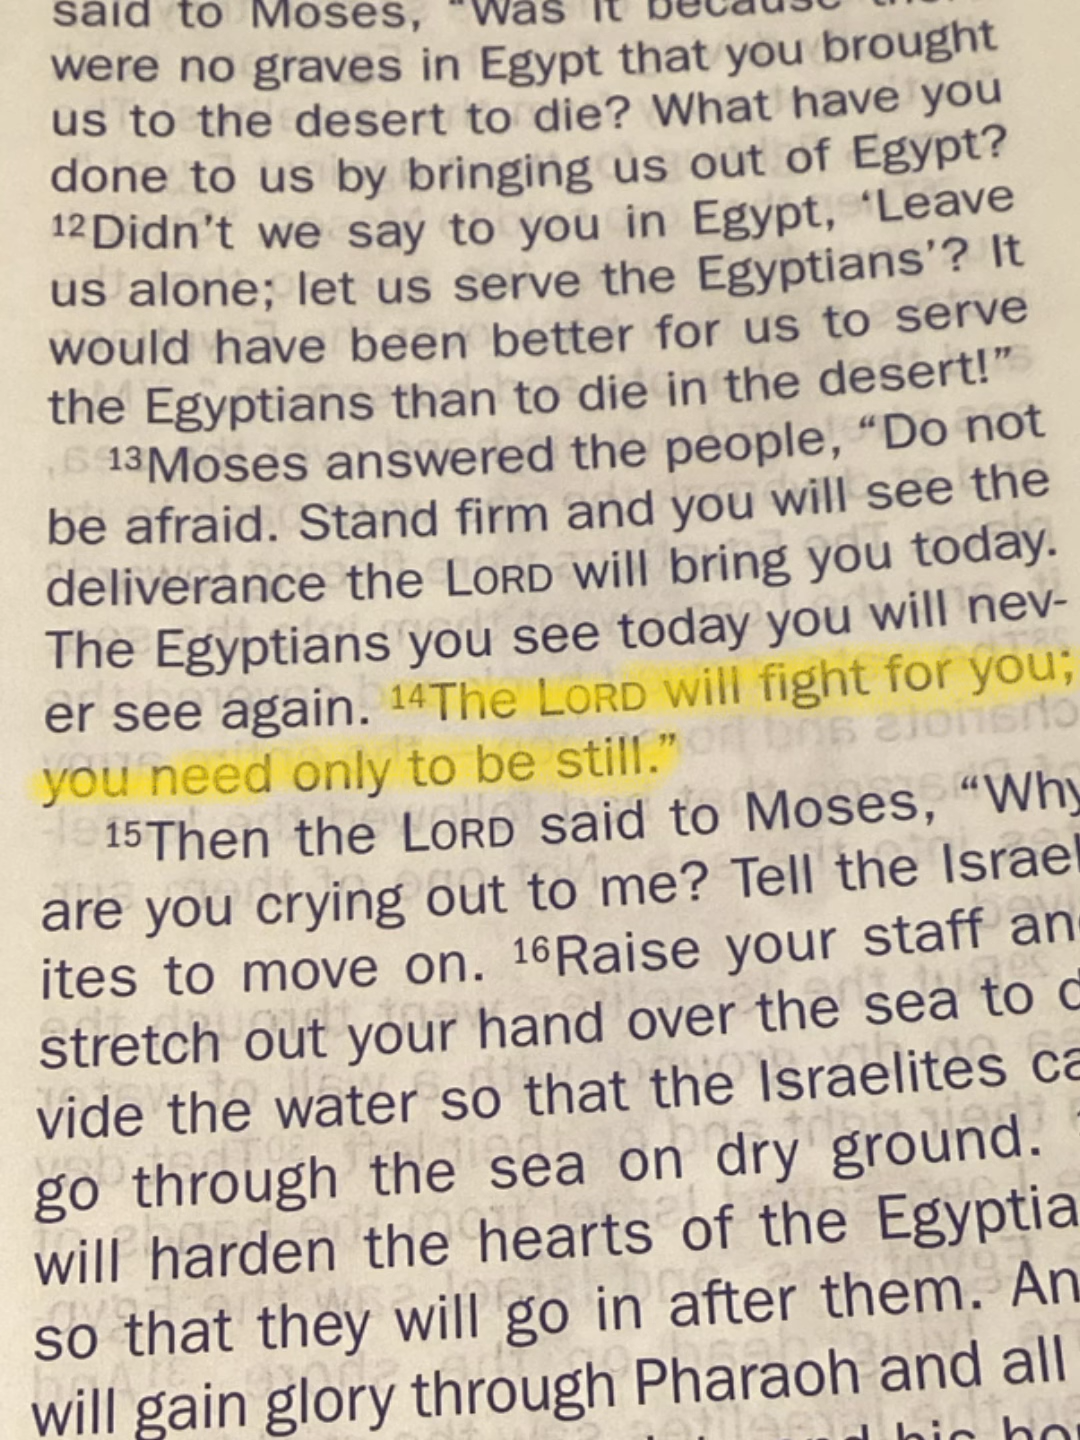 said to Moses, "Was it because
were no graves in Egypt that you brought
us to the desert to die? What have you
done to us by bringing us out of Egypt?
12Didn't we say to you in Egypt, 'Leave
us alone; let us serve the Egyptians'? It
would have been better for us to serve
the Egyptians than to die in the desert!"
13Moses answered the people, "Do not
be afraid. Stand firm and you will see the
deliverance the LORD will bring you today.
The Egyptians you see today you will nev-
er see again. 14The LORD will fight for you;
you need only to be still."
15Then the LORD said to Moses, "Why
are you crying out to me? Tell the Israel
ites to move on. 16Raise your staff an
stretch out your hand over the sea to d
vide the water so that the Israelites ca
go through the sea on dry ground.
will harden the hearts of the Egyptia
so that they will go in after them. An
will gain glory through Pharaoh and all
his